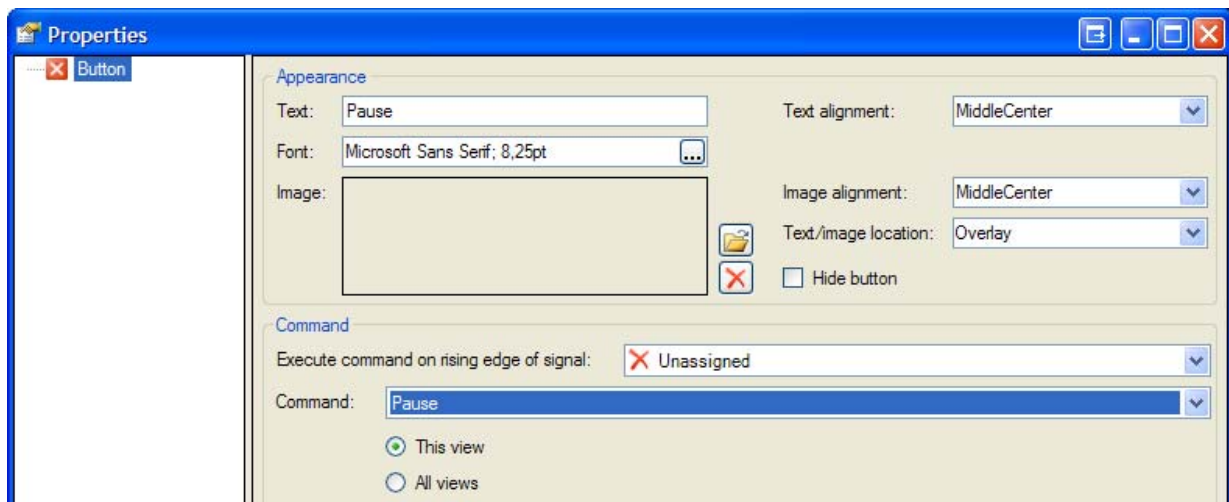 Properties
Button
Appearance
Text: Pause Text alignment: MiddleCenter
Font: Microsoft Sans Serif; 8,25pt ...
Image: Image alignment: MiddleCenter
Text/image location: Overlay
Hide button
Command
Execute command on rising edge of signal: Unassigned
Command: Pause
This view
All views